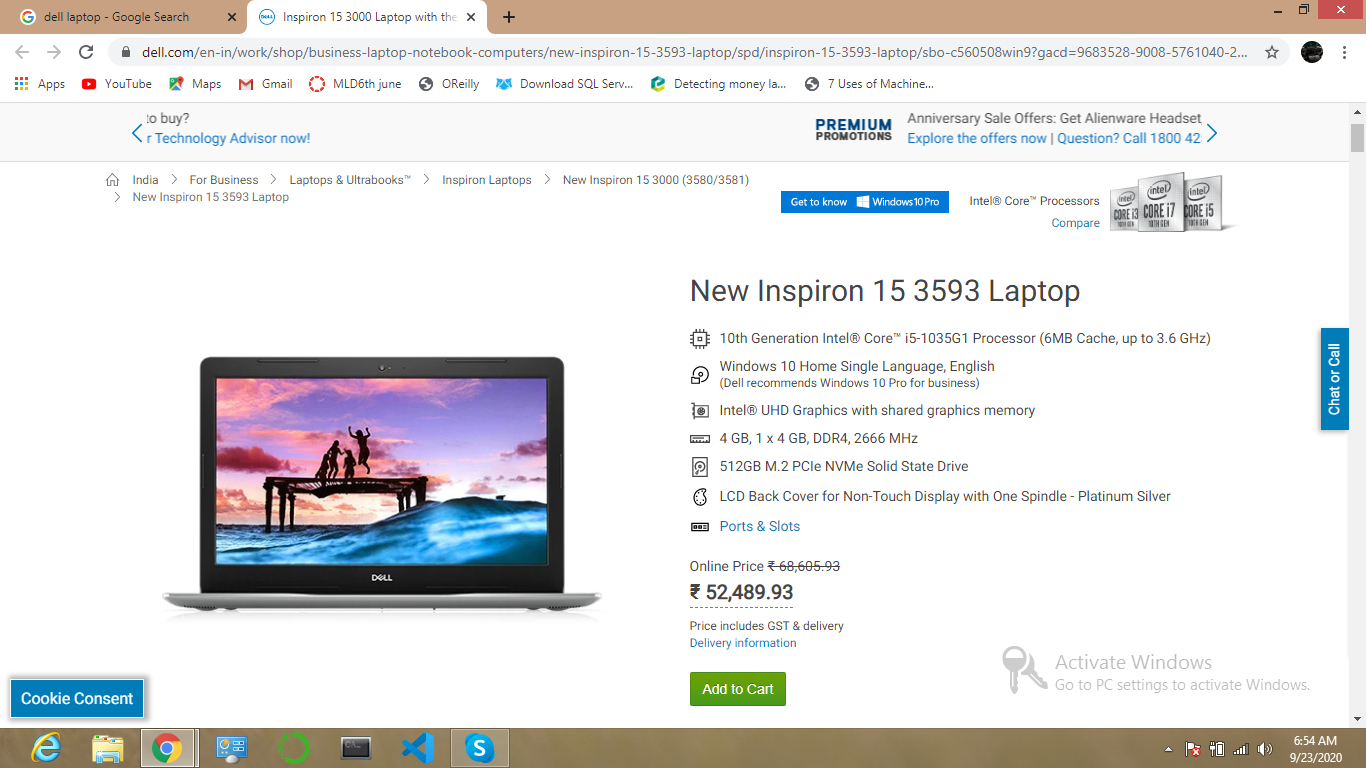 dell laptop - Google Search
Inspiron 15 3000 Laptop with the
dell.com/en-in/work/shop/business-laptop-notebook-computers/new-inspiron-15-3593-laptop/spd/inspiron-15-3593-laptop/sbo-c560508win9?gacd=9683528-9008-5761040-2...
Apps YouTube Maps Gmail MLD6th june OReilly Download SQL Serv... Detecting money la... 7 Uses of Machine...
to buy?
r Technology Advisor now!
PREMIUM
PROMOTIONS
Anniversary Sale Offers: Get Alienware Headset
Explore the offers now | Question? Call 1800 42
India > For Business > Laptops & Ultrabooks™ > Inspiron Laptops > New Inspiron 15 3000 (3580/3581)
> New Inspiron 15 3593 Laptop
Get to know Windows 10 Pro
Intel® Core™ Processors
Compare
intel CORE i3 10TH GEN
intel CORE i7 10TH GEN
intel CORE i5 10TH GEN
New Inspiron 15 3593 Laptop
10th Generation Intel® Core™ i5-1035G1 Processor (6MB Cache, up to 3.6 GHz)
Windows 10 Home Single Language, English
(Dell recommends Windows 10 Pro for business)
Intel® UHD Graphics with shared graphics memory
4 GB, 1 x 4 GB, DDR4, 2666 MHz
512GB M.2 PCIe NVMe Solid State Drive
LCD Back Cover for Non-Touch Display with One Spindle - Platinum Silver
Ports & Slots
Online Price ₹ 68,605.93
₹ 52,489.93
Price includes GST & delivery
Delivery information
Add to Cart
DELL
Chat or Call
Cookie Consent
Activate Windows
Go to PC settings to activate Windows.
6:54 AM
9/23/2020